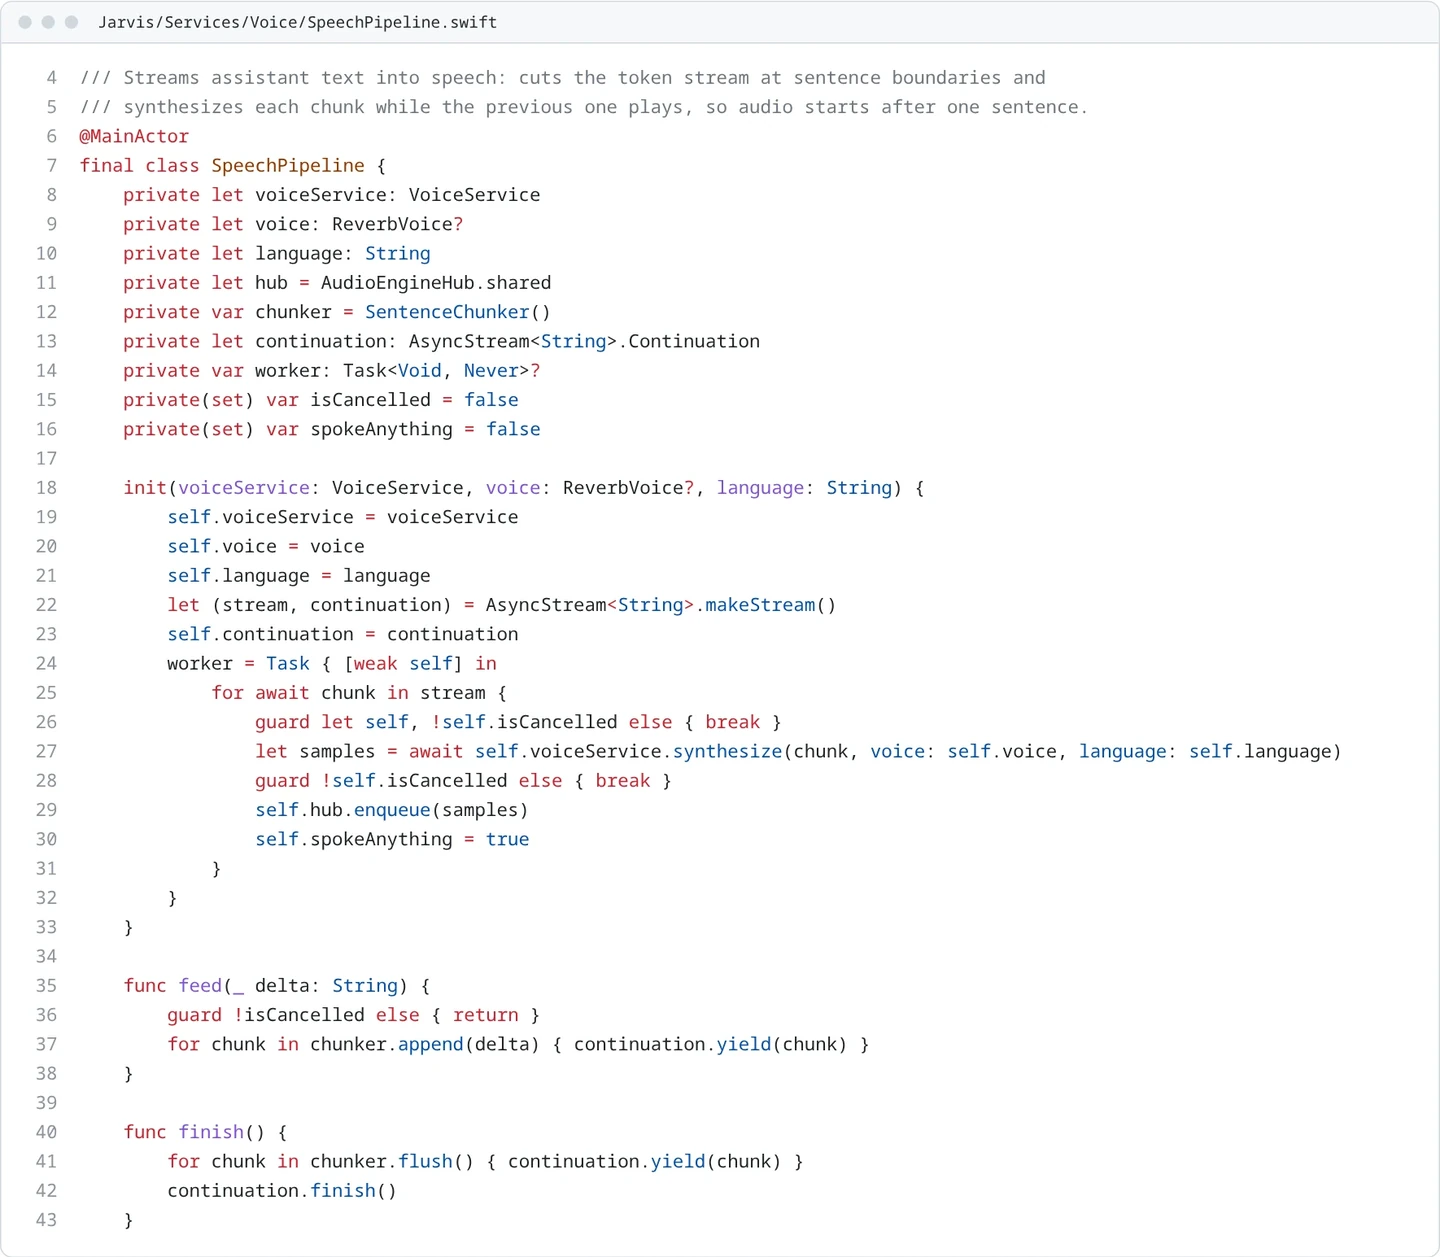 Jarvis/Services/Voice/SpeechPipeline.swift
4 /// Streams assistant text into speech: cuts the token stream at sentence boundaries and
5 /// synthesizes each chunk while the previous one plays, so audio starts after one sentence.
6 @MainActor
7 final class SpeechPipeline {
8     private let voiceService: VoiceService
9     private let voice: ReverbVoice?
10     private let language: String
11     private let hub = AudioEngineHub.shared
12     private var chunker = SentenceChunker()
13     private let continuation: AsyncStream<String>.Continuation
14     private var worker: Task<Void, Never>?
15     private(set) var isCancelled = false
16     private(set) var spokeAnything = false
17
18     init(voiceService: VoiceService, voice: ReverbVoice?, language: String) {
19         self.voiceService = voiceService
20         self.voice = voice
21         self.language = language
22         let (stream, continuation) = AsyncStream<String>.makeStream()
23         self.continuation = continuation
24         worker = Task { [weak self] in
25             for await chunk in stream {
26                 guard let self, !self.isCancelled else { break }
27                 let samples = await self.voiceService.synthesize(chunk, voice: self.voice, language: self.language)
28                 guard !self.isCancelled else { break }
29                 self.hub.enqueue(samples)
30                 self.spokeAnything = true
31             }
32         }
33     }
34
35     func feed(_ delta: String) {
36         guard !isCancelled else { return }
37         for chunk in chunker.append(delta) { continuation.yield(chunk) }
38     }
39
40     func finish() {
41         for chunk in chunker.flush() { continuation.yield(chunk) }
42         continuation.finish()
43     }